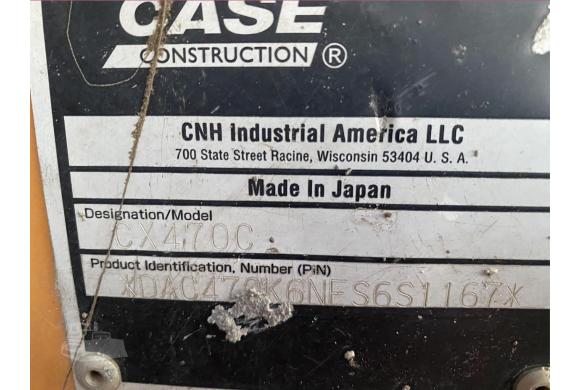 CASE
CONSTRUCTION ®
CNH Industrial America LLC
700 State Street Racine, Wisconsin 53404 U. S. A.
Made In Japan
Designation/Model
CX470C
Product Identification, Number (PIN)
*DAC470K6NFS6S1167*